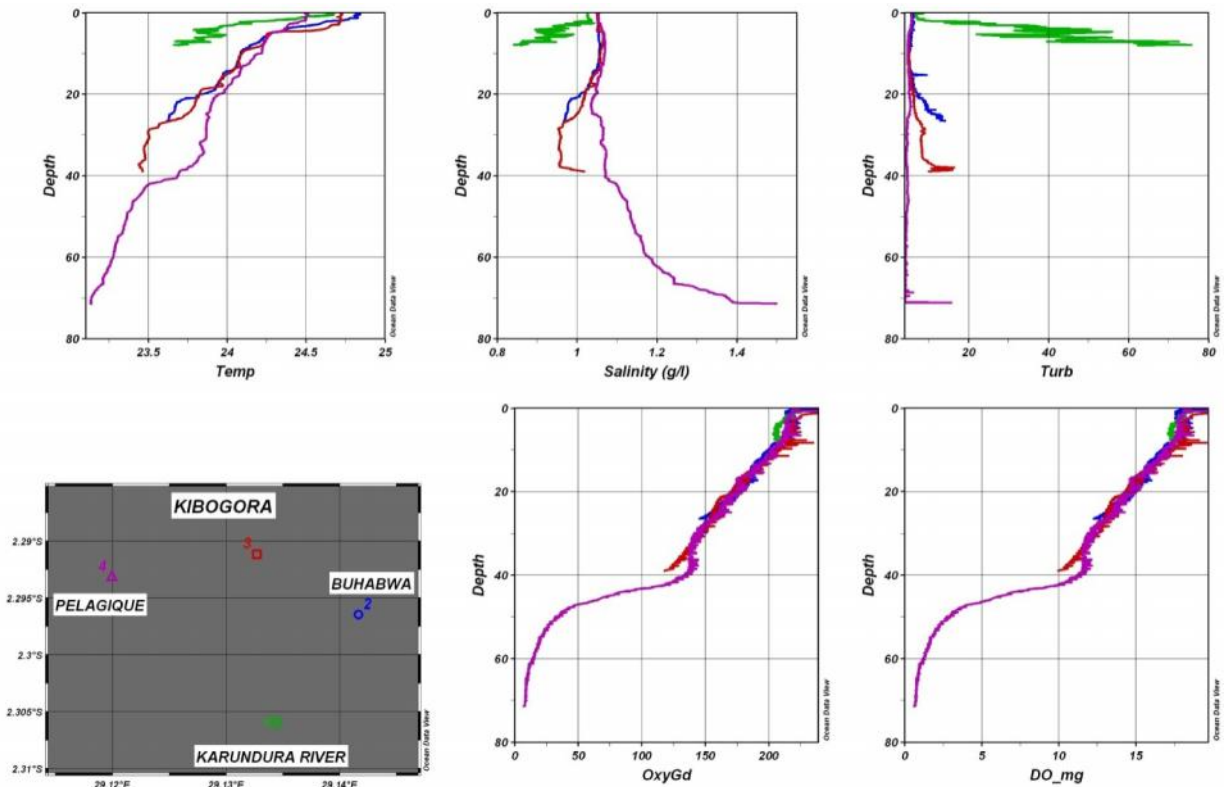 0
20
40
60
80
Depth
23.5
24
24.5
25
Temp
Ocean Data View
0
20
40
60
80
Depth
0.8
1
1.2
1.4
Salinity (g/l)
Ocean Data View
0
20
40
60
80
Depth
20
40
60
80
Turb
Ocean Data View
KIBOGORA
3
4
BUHABWA
2
PELAGIQUE
KARUNDURA RIVER
2.29°S
2.295°S
2.3°S
2.305°S
2.31°S
29.12°E
29.13°E
29.14°E
Ocean Data View
0
20
40
60
80
Depth
0
50
100
150
200
OxyGd
Ocean Data View
0
20
40
60
80
Depth
0
5
10
15
DO_mg
Ocean Data View